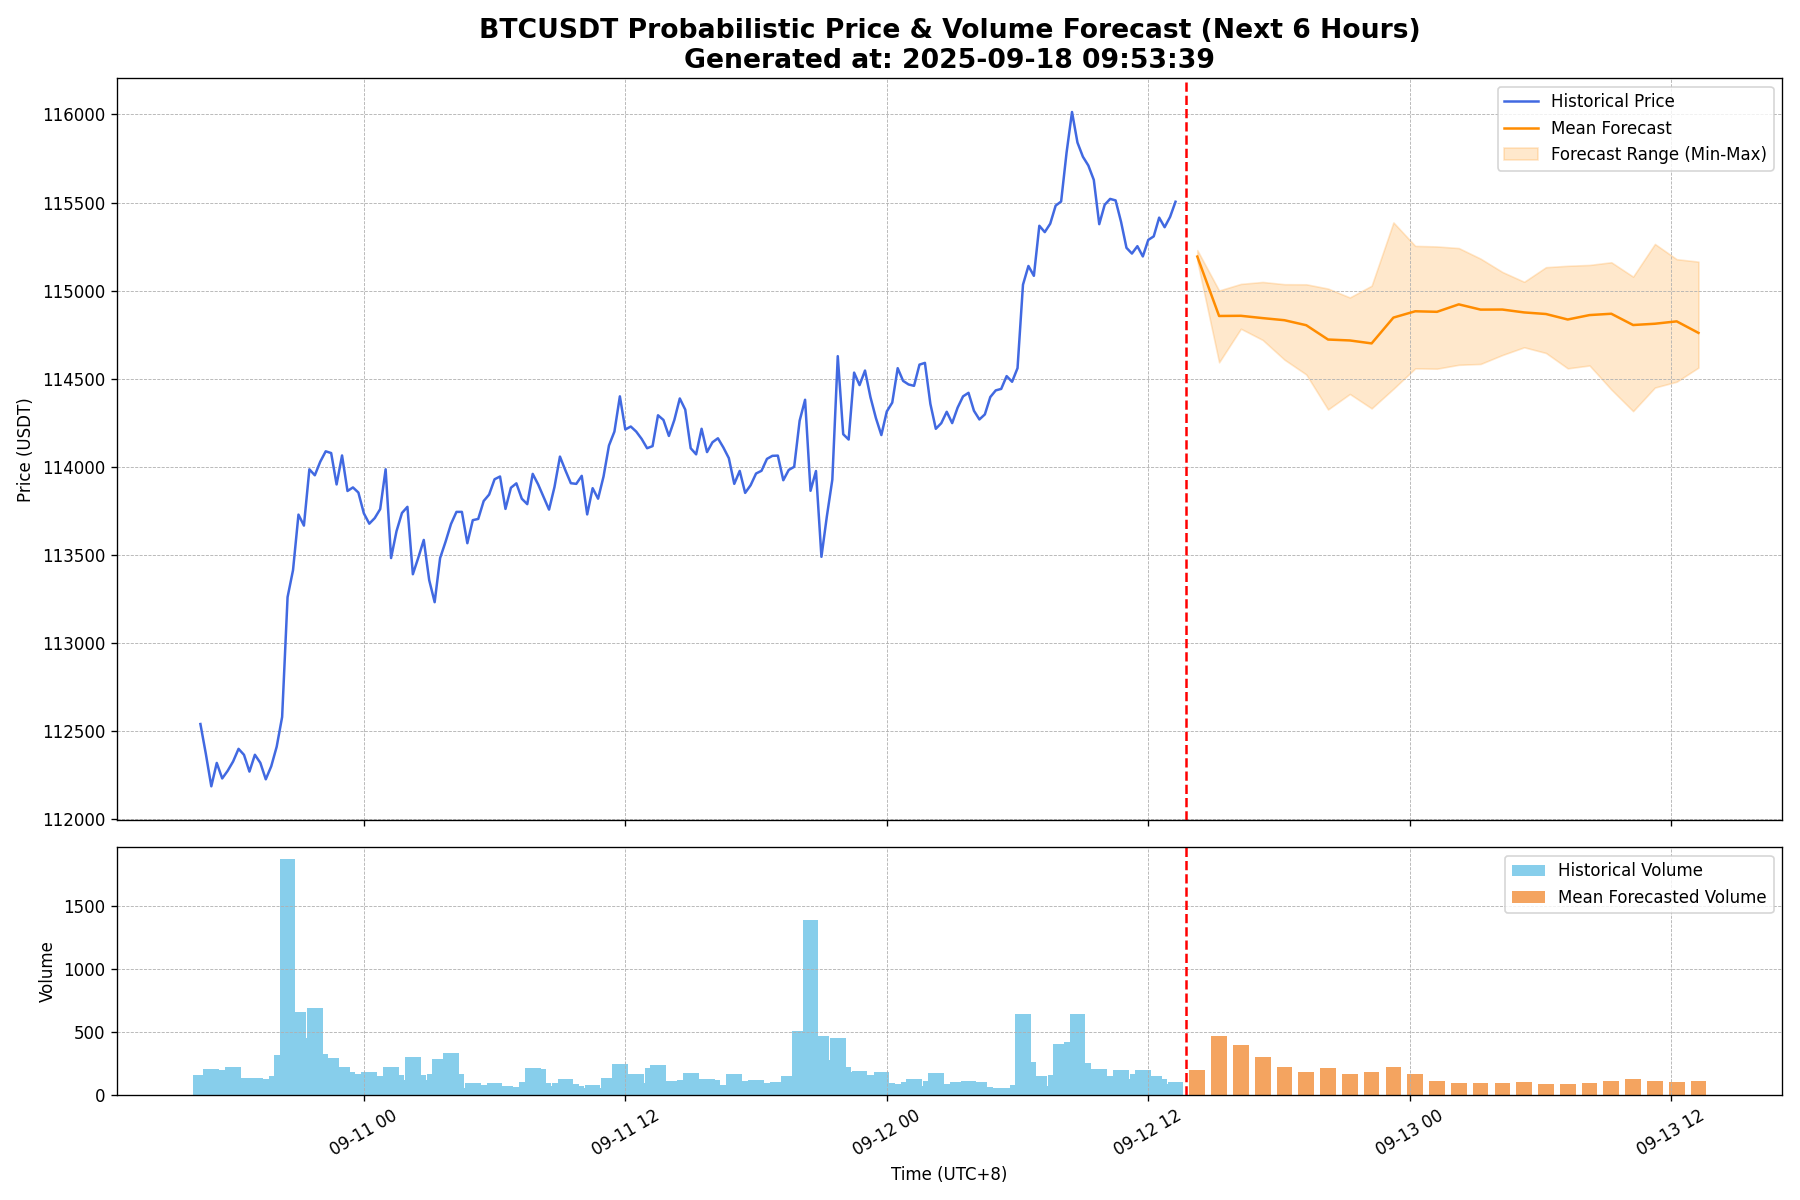 BTCUSDT Probabilistic Price & Volume Forecast (Next 6 Hours)
Generated at: 2025-09-18 09:53:39
Historical Price
Mean Forecast
Forecast Range (Min-Max)
Price (USDT)
116000
115500
115000
114500
114000
113500
113000
112500
112000
Historical Volume
Mean Forecasted Volume
Volume
1500
1000
500
0
09-11 00
09-11 12
09-12 00
09-12 12
09-13 00
09-13 12
Time (UTC+8)